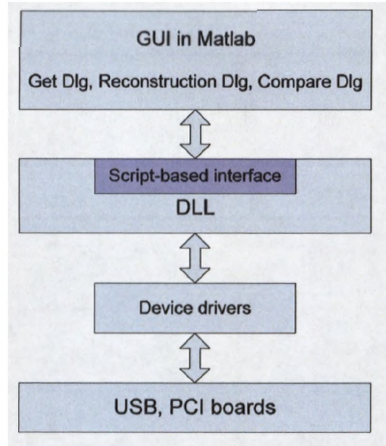 GUI in Matlab
Get Dlg, Reconstruction Dlg, Compare Dlg
Script-based interface
DLL
Device drivers
USB, PCI boards